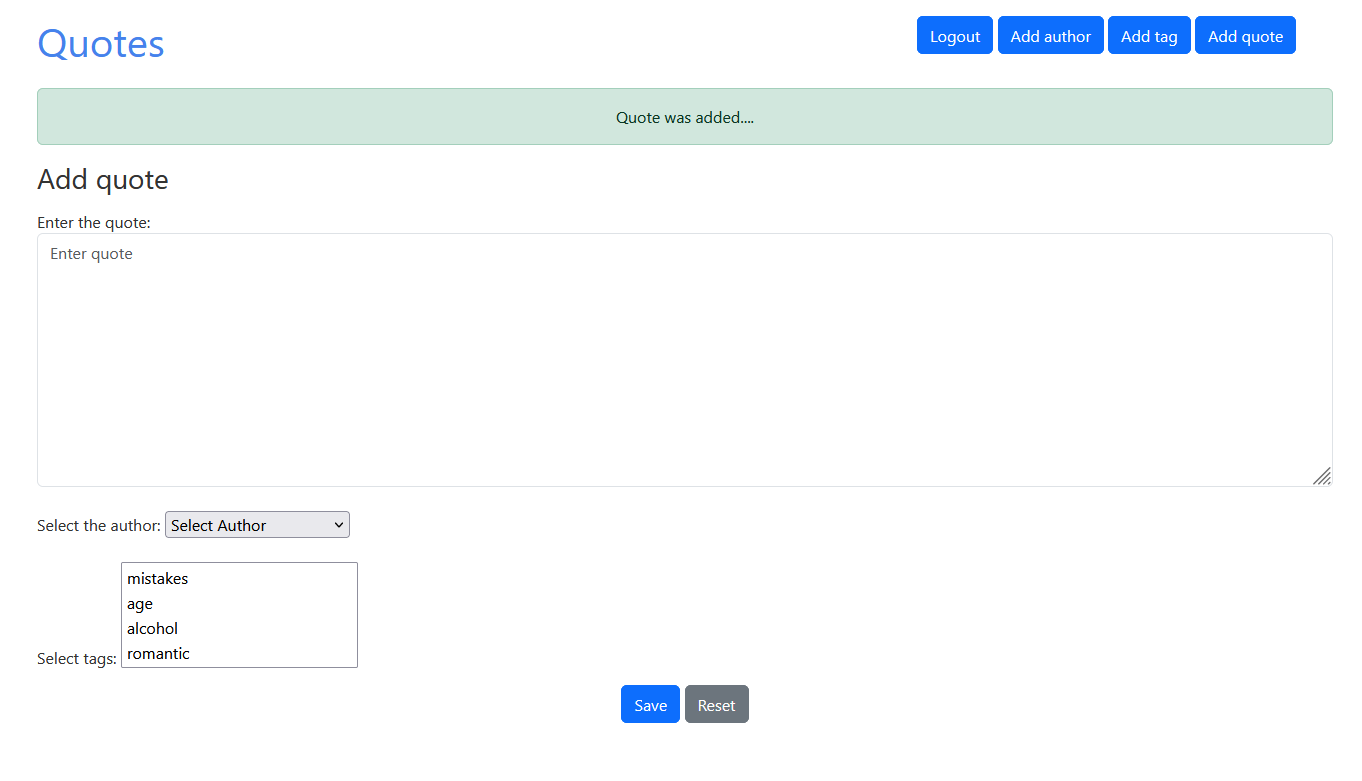 Quotes
Logout Add author Add tag Add quote
Quote was added....
Add quote
Enter the quote:
Enter quote
Select the author: Select Author
mistakes
age
alcohol
romantic
Select tags:
Save Reset